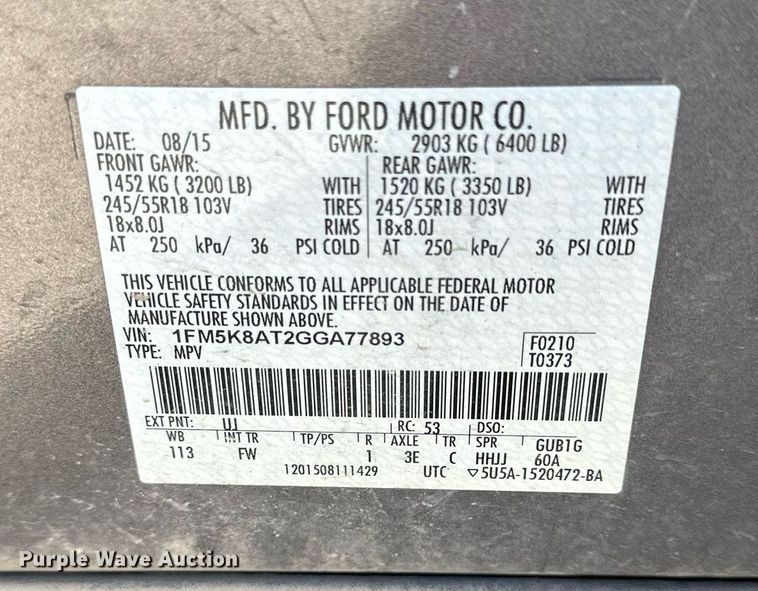 MFD. BY FORD MOTOR CO.
DATE: 08/15 GVWR: 2903 KG ( 6400 LB)
FRONT GAWR: REAR GAWR:
1452 KG ( 3200 LB) WITH 1520 KG ( 3350 LB) WITH
245/55R18 103V TIRES 245/55R18 103V TIRES
18x8.0J RIMS 18x8.0J RIMS
AT 250 kPa/ 36 PSI COLD AT 250 kPa/ 36 PSI COLD
THIS VEHICLE CONFORMS TO ALL APPLICABLE FEDERAL MOTOR
VEHICLE SAFETY STANDARDS IN EFFECT ON THE DATE OF
MANUFACTURE SHOWN ABOVE.
VIN: 1FM5K8AT2GGA77893 F0210
TYPE: MPV T0373
EXT PNT: UJ RC: 53 DSO:
WB INT TR TP/PS R AXLE TR SPR GUB1G
113 FW 1 3E C HHJJ 60A
1201508111429 UTC ▽5U5A-1520472-BA
Purple Wave Auction